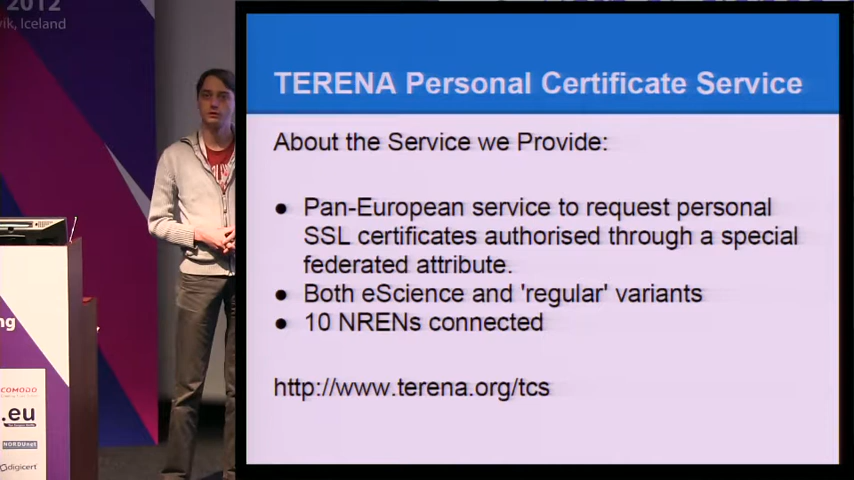 2012
vik, Iceland
TERENA Personal Certificate Service
About the Service we Provide:
● Pan-European service to request personal
SSL certificates authorised through a special
federated attribute.
● Both eScience and 'regular' variants
● 10 NRENs connected
http://www.terena.org/tcs
ng
COMODO
.eu
NORDUnet
digicert